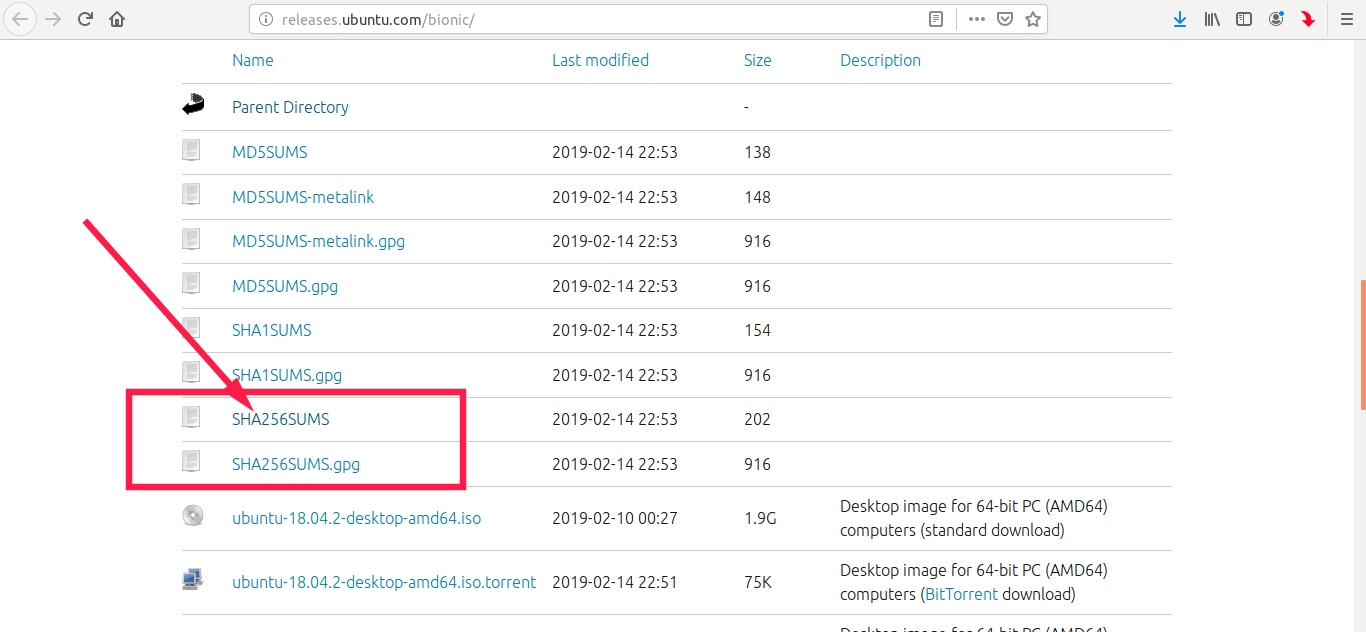 releases.ubuntu.com/bionic/
Name Last modified Size Description
Parent Directory -
MD5SUMS 2019-02-14 22:53 138
MD5SUMS-metalink 2019-02-14 22:53 148
MD5SUMS-metalink.gpg 2019-02-14 22:53 916
MD5SUMS.gpg 2019-02-14 22:53 916
SHA1SUMS 2019-02-14 22:53 154
SHA1SUMS.gpg 2019-02-14 22:53 916
SHA256SUMS 2019-02-14 22:53 202
SHA256SUMS.gpg 2019-02-14 22:53 916
ubuntu-18.04.2-desktop-amd64.iso 2019-02-10 00:27 1.9G Desktop image for 64-bit PC (AMD64)
computers (standard download)
ubuntu-18.04.2-desktop-amd64.iso.torrent 2019-02-14 22:51 75K Desktop image for 64-bit PC (AMD64)
computers (BitTorrent download)